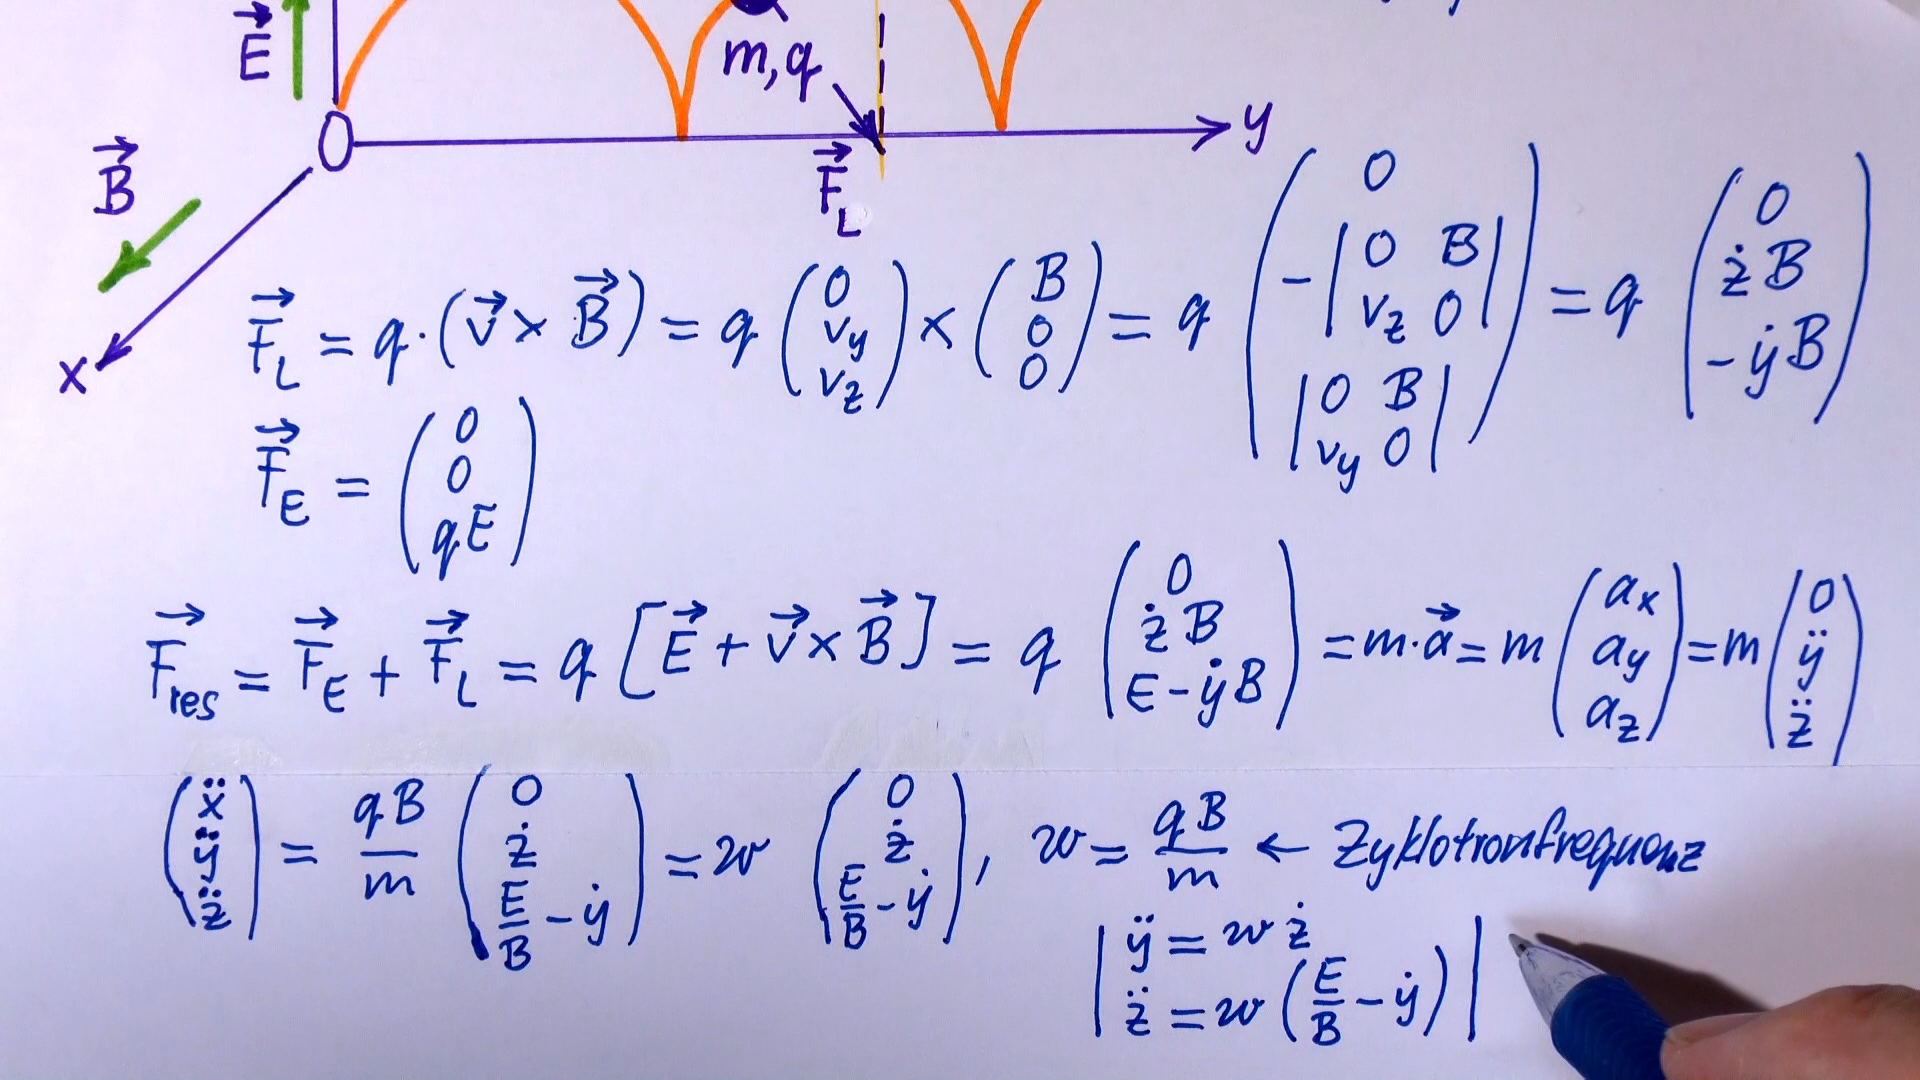 E⃗
m, q
0
y
B⃗
F⃗_L
x
F⃗_L = q·(v⃗ × B⃗) = q (0 v_y v_z) × (B 0 0) = q (0 -|0 B v_z 0| |0 B v_y 0|) = q (0 żB -ẏB)
F⃗_E = (0 0 qE)
F⃗_res = F⃗_E + F⃗_L = q [E⃗ + v⃗ × B⃗] = q (0 żB E-ẏB) = m·a⃗ = m (a_x a_y a_z) = m (0 ÿ z̈)
(ẍ ÿ z̈) = qB/m (0 ż E/B - ẏ) = w (0 ż E/B - ẏ), w = qB/m ← Zyklotronfrequenz
| ÿ = w ż |
| z̈ = w (E/B - ẏ) |